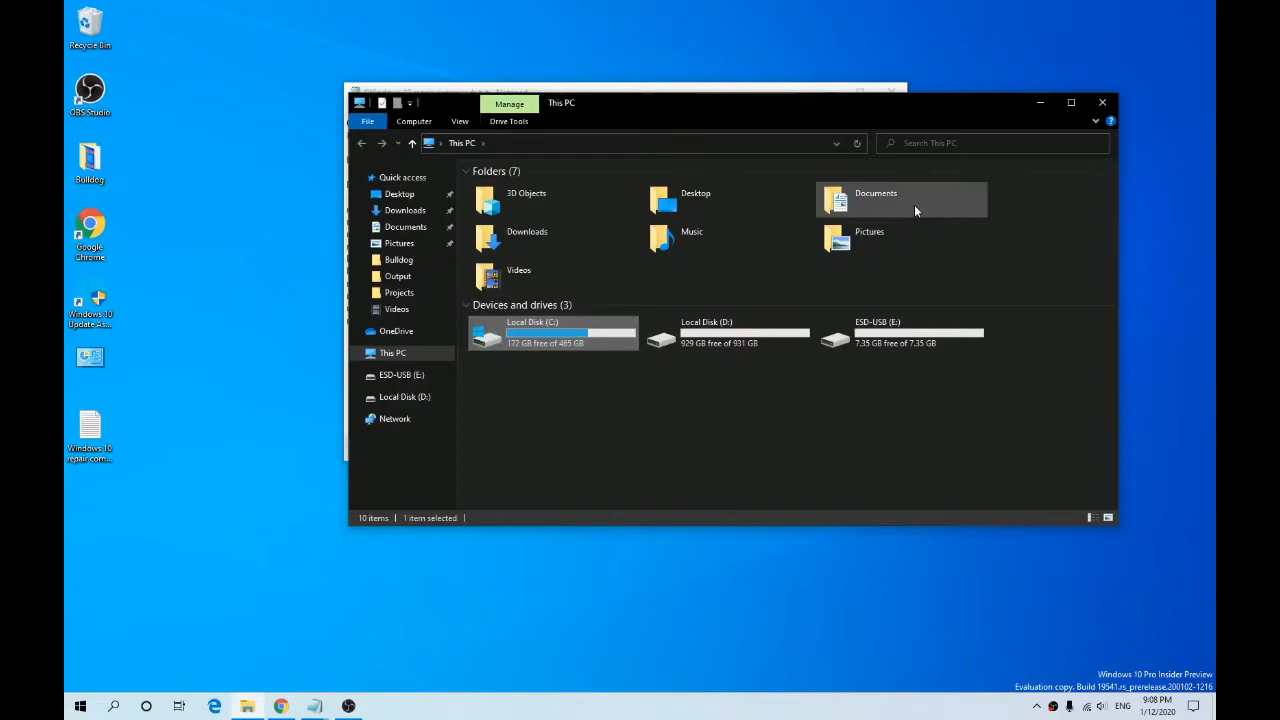 Recycle Bin
OBS Studio
Bulldog
Google
Chrome
Windows 10
Update As...
Windows 10
repair com...
Manage
This PC
File
Computer
View
Drive Tools
This PC
Search This PC
Quick access
Desktop
Downloads
Documents
Pictures
Bulldog
Output
Projects
Videos
OneDrive
This PC
ESD-USB (E:)
Local Disk (D:)
Network
Folders (7)
3D Objects
Desktop
Documents
Downloads
Music
Pictures
Videos
Devices and drives (3)
Local Disk (C:)
172 GB free of 465 GB
Local Disk (D:)
929 GB free of 931 GB
ESD-USB (E:)
7.35 GB free of 7.35 GB
10 items
1 item selected
Windows 10 Pro Insider Preview
Evaluation copy. Build 19541.rs_prerelease.200102-1216
ENG
9:08 PM
1/12/2020